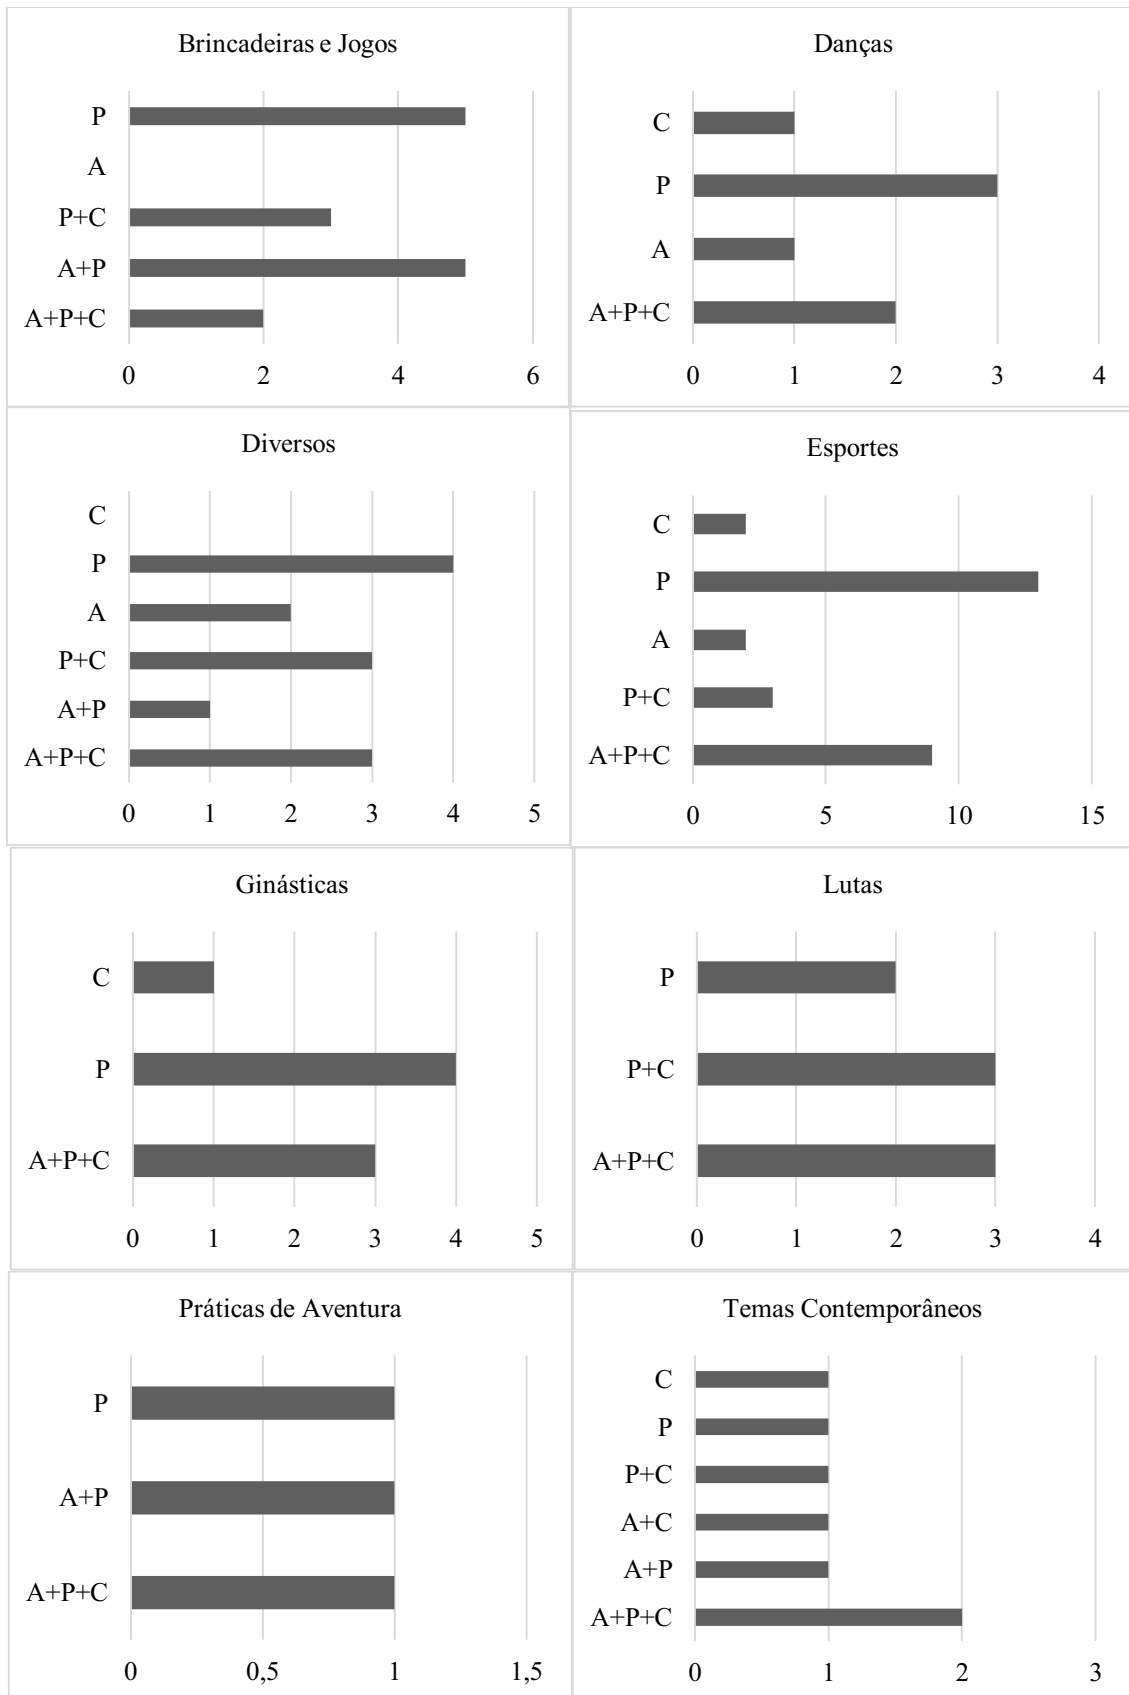 Brincadeiras e Jogos
P
A
P+C
A+P
A+P+C
0 2 4 6
Danças
C
P
A
A+P+C
0 1 2 3 4
Diversos
C
P
A
P+C
A+P
A+P+C
0 1 2 3 4 5
Esportes
C
P
A
P+C
A+P+C
0 5 10 15
Ginásticas
C
P
A+P+C
0 1 2 3 4 5
Lutas
P
P+C
A+P+C
0 1 2 3 4
Práticas de Aventura
P
A+P
A+P+C
0 0,5 1 1,5
Temas Contemporâneos
C
P
P+C
A+C
A+P
A+P+C
0 1 2 3